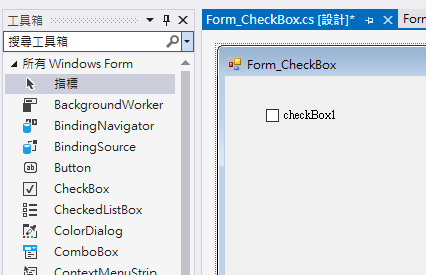 工具箱
搜尋工具箱
所有 Windows Form
指標
BackgroundWorker
BindingNavigator
BindingSource
Button
CheckBox
CheckedListBox
ColorDialog
ComboBox
ContextMenuStrip
Form_CheckBox.cs [設計]*
Form
Form_CheckBox
checkBox1